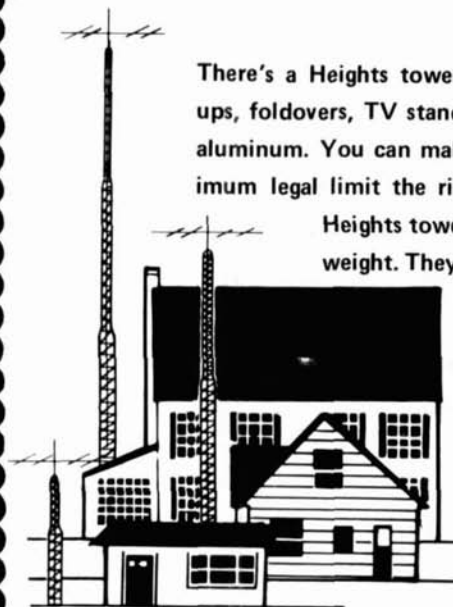 There's a Heights towe
ups, foldovers, TV stand
aluminum. You can ma
imum legal limit the ri
Heights towe
weight. They